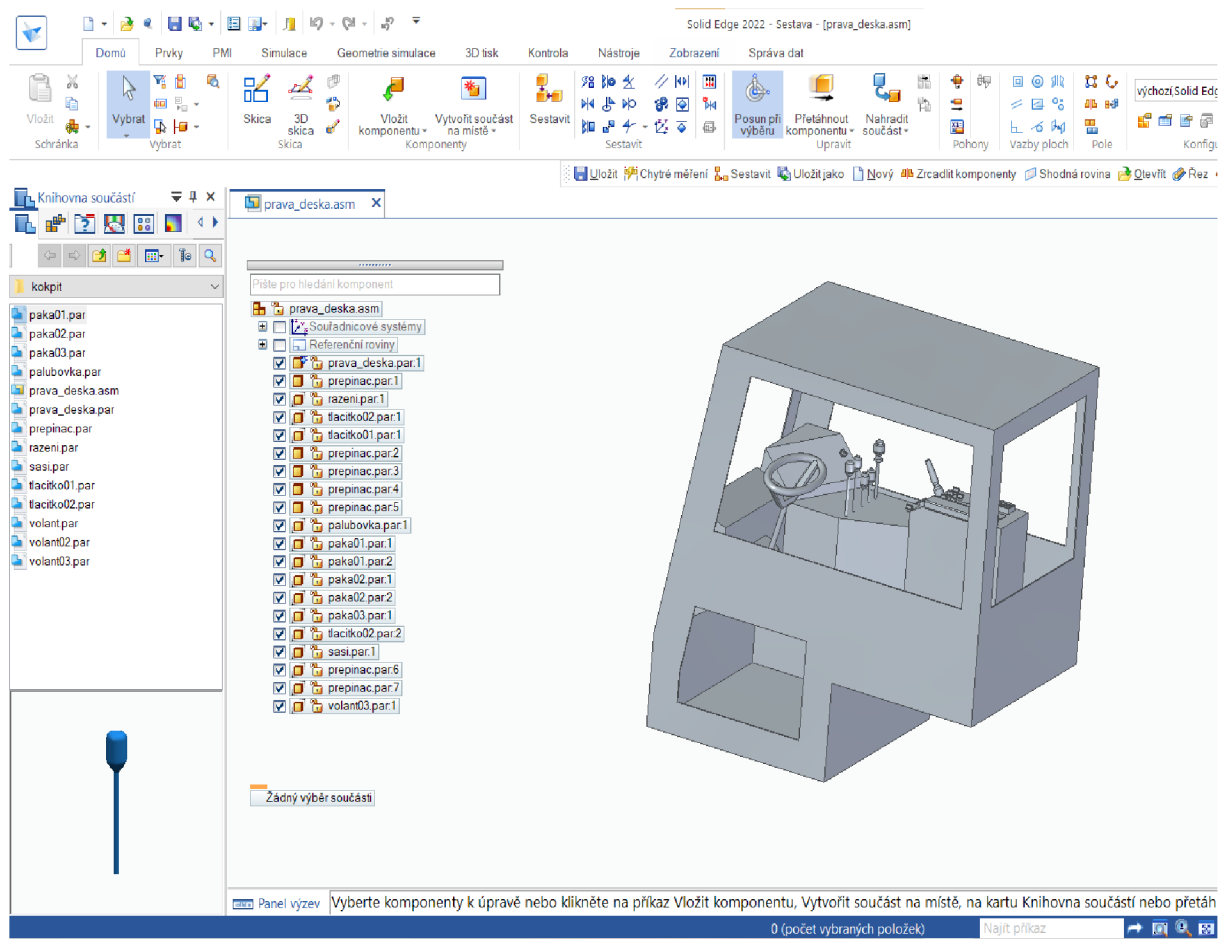 Solid Edge 2022 - Sestava - [prava_deska.asm]
Domů Prvky PMI Simulace Geometrie simulace 3D tisk Kontrola Nástroje Zobrazení Správa dat
Vložit
Schránka
Vybrat
Vybrat
Skica
3D skica
Skica
Vložit komponentu
Vytvořit součást na místě
Komponenty
Sestavit
Sestavit
Posun při výběru
Přetáhnout komponentu
Nahradit součást
Upravit
Pohony
Vazby ploch
Pole
výchozí,Solid Edg
Konfigu
Uložit Chytré měření Sestavit Uložit jako Nový Zrcadlit komponenty Shodná rovina Otevřít Řez
Knihovna součástí
kokpit
paka01.par
paka02.par
paka03.par
palubovka.par
prava_deska.asm
prava_deska.par
prepinac.par
razeni.par
sasi.par
tlacitko01.par
tlacitko02.par
volant.par
volant02.par
volant03.par
prava_deska.asm
Pište pro hledání komponent
prava_deska.asm
Souřadnicové systémy
Referenční roviny
prava_deska.par:1
prepinac.par:1
razeni.par:1
tlacitko02.par:1
tlacitko01.par:1
prepinac.par:2
prepinac.par:3
prepinac.par:4
prepinac.par:5
palubovka.par:1
paka01.par:1
paka01.par:2
paka02.par:1
paka02.par:2
paka03.par:1
tlacitko02.par:2
sasi.par:1
prepinac.par:6
prepinac.par:7
volant03.par:1
Žádný výběr součásti
Panel výzev Vyberte komponenty k úpravě nebo klikněte na příkaz Vložit komponentu, Vytvořit součást na místě, na kartu Knihovna součástí nebo přetáh
0 (počet vybraných položek) Najít příkaz